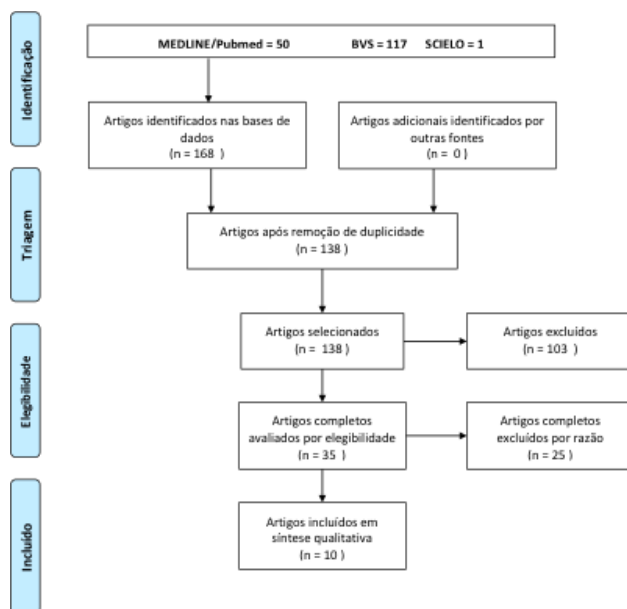 Identificação
MEDLINE/Pubmed = 50 BVS = 117 SCIELO = 1
Artigos identificados nas bases de
dados
(n = 168 )
Artigos adicionais identificados por
outras fontes
(n = 0 )
Triagem
Artigos após remoção de duplicidade
(n = 138 )
Elegibilidade
Artigos selecionados
(n = 138 )
Artigos excluídos
(n = 103 )
Artigos completos
avaliados por elegibilidade
(n = 35 )
Artigos completos
excluídos por razão
(n = 25 )
Incluído
Artigos incluídos em
síntese qualitativa
(n = 10 )